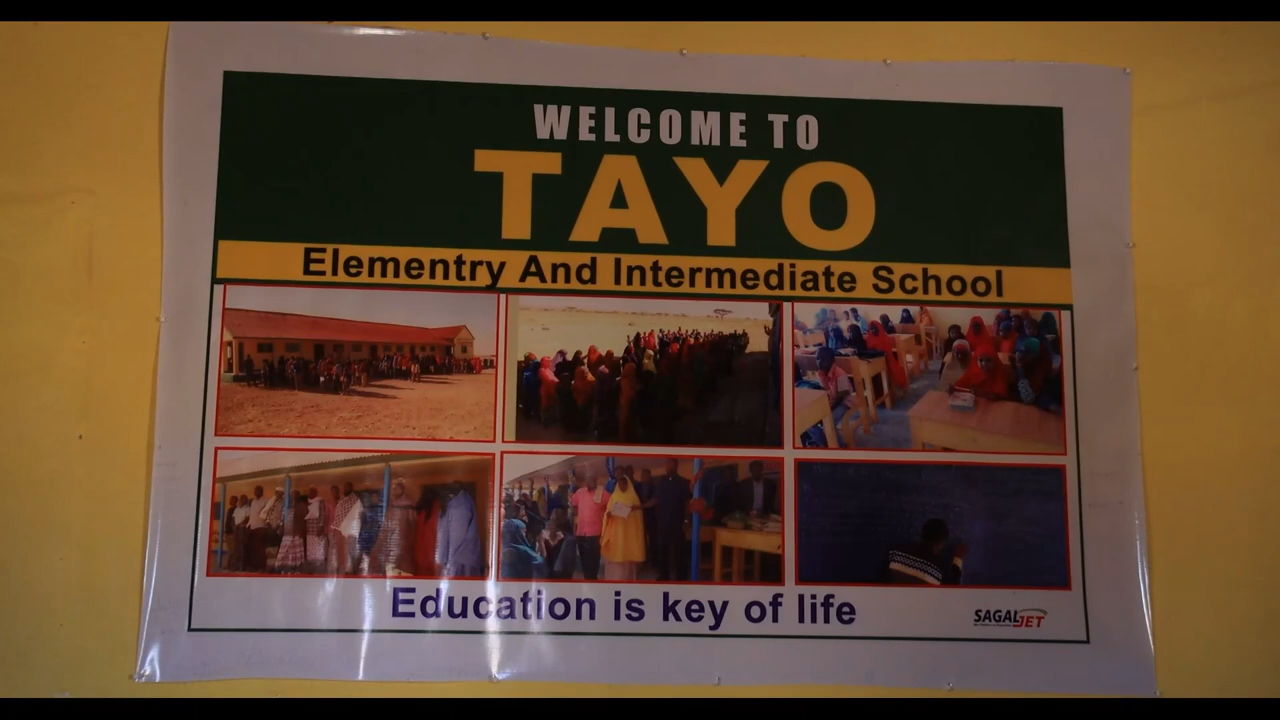 WELCOME TO
TAYO
Elementry And Intermediate School
Education is key of life
SAGALJET